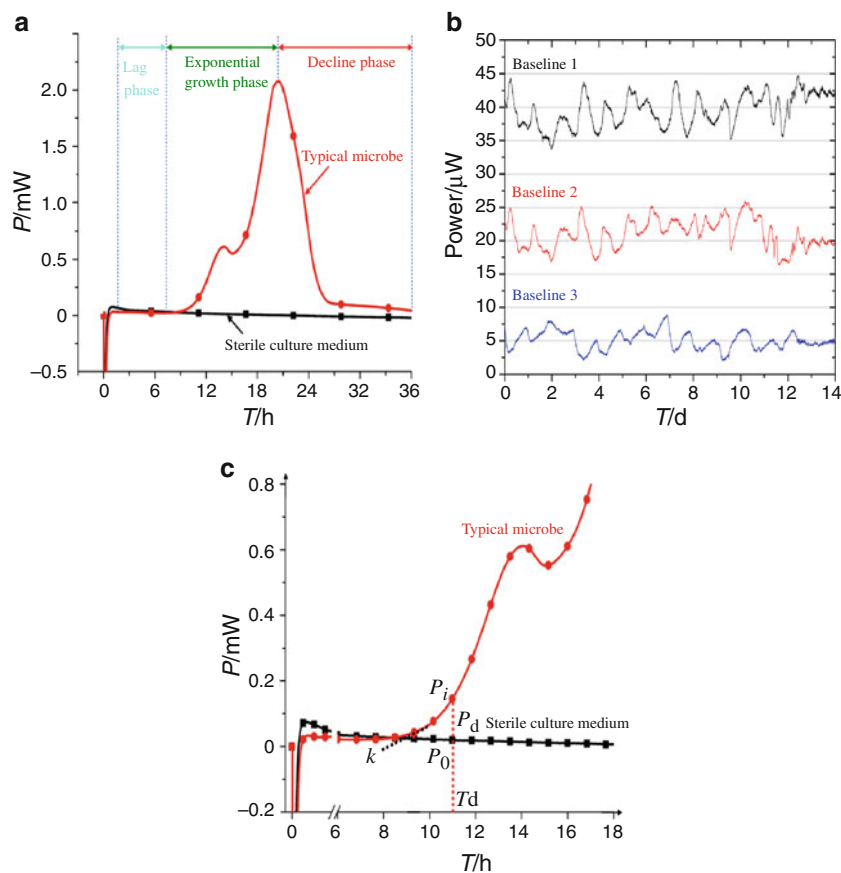 a
Lag
phase
Exponential
growth phase
Decline phase
2.0
1.5
1.0
0.5
0
–0.5
P/mW
Typical microbe
Sterile culture medium
0 6 12 18 24 30 36
T/h
b
50
45
40
35
30
25
20
15
10
5
0
Power/μW
Baseline 1
Baseline 2
Baseline 3
0 2 4 6 8 10 12 14
T/d
c
0.8
0.6
0.4
0.2
0
–0.2
P/mW
Typical microbe
Pi
Pd
Sterile culture medium
P0
k
Td
0 6 8 10 12 14 16 18
T/h